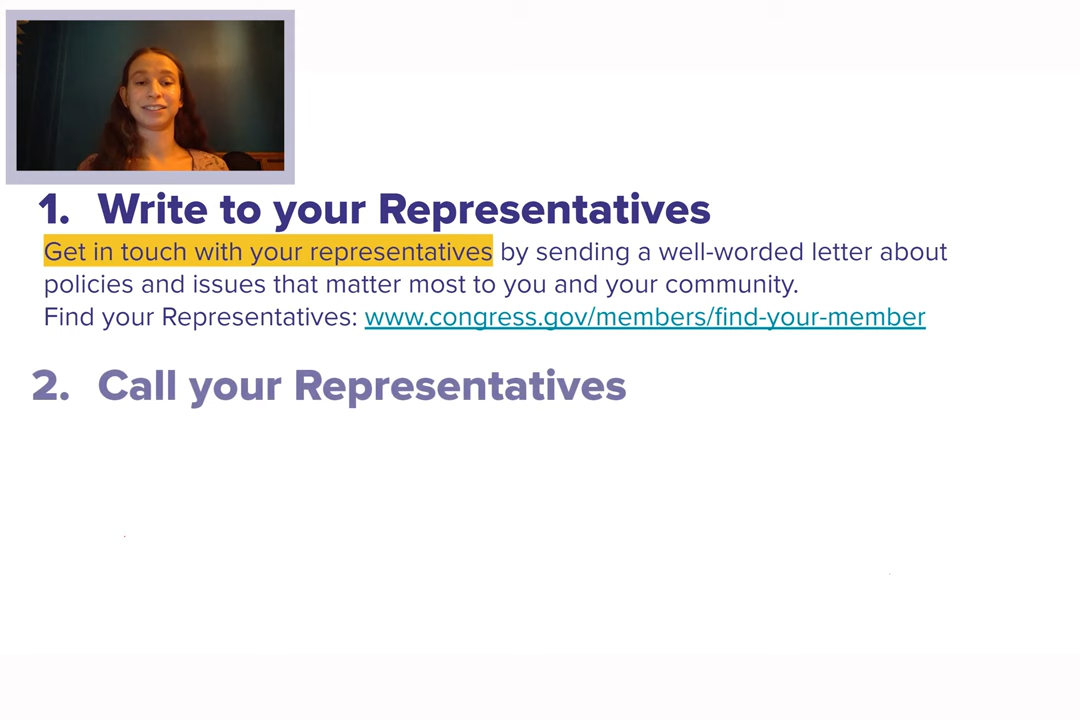 1. Write to your Representatives
Get in touch with your representatives by sending a well-worded letter about
policies and issues that matter most to you and your community.
Find your Representatives: www.congress.gov/members/find-your-member
2. Call your Representatives